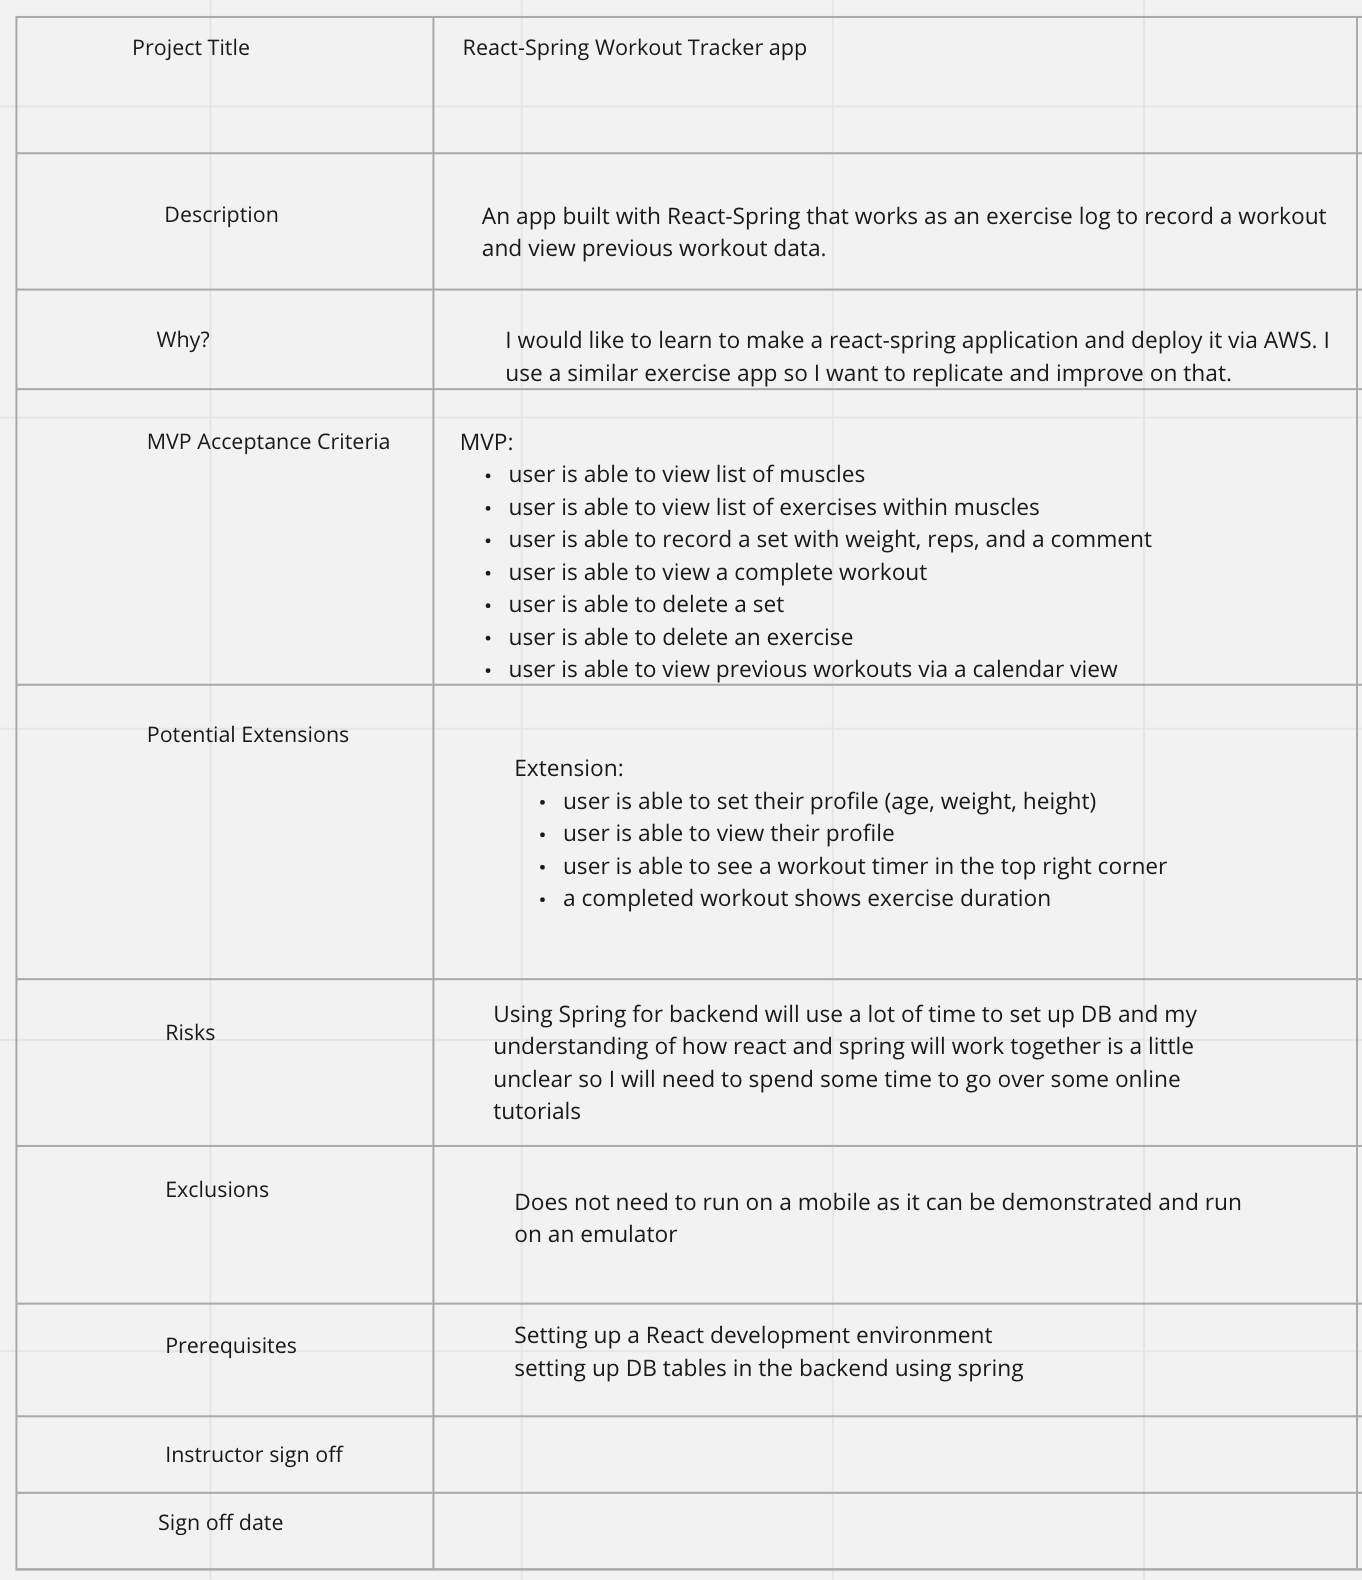 Project Title
React-Spring Workout Tracker app
Description
An app built with React-Spring that works as an exercise log to record a workout
and view previous workout data.
Why?
I would like to learn to make a react-spring application and deploy it via AWS. I
use a similar exercise app so I want to replicate and improve on that.
MVP Acceptance Criteria
MVP:
• user is able to view list of muscles
• user is able to view list of exercises within muscles
• user is able to record a set with weight, reps, and a comment
• user is able to view a complete workout
• user is able to delete a set
• user is able to delete an exercise
• user is able to view previous workouts via a calendar view
Potential Extensions
Extension:
• user is able to set their profile (age, weight, height)
• user is able to view their profile
• user is able to see a workout timer in the top right corner
• a completed workout shows exercise duration
Risks
Using Spring for backend will use a lot of time to set up DB and my
understanding of how react and spring will work together is a little
unclear so I will need to spend some time to go over some online
tutorials
Exclusions
Does not need to run on a mobile as it can be demonstrated and run
on an emulator
Prerequisites
Setting up a React development environment
setting up DB tables in the backend using spring
Instructor sign off
Sign off date